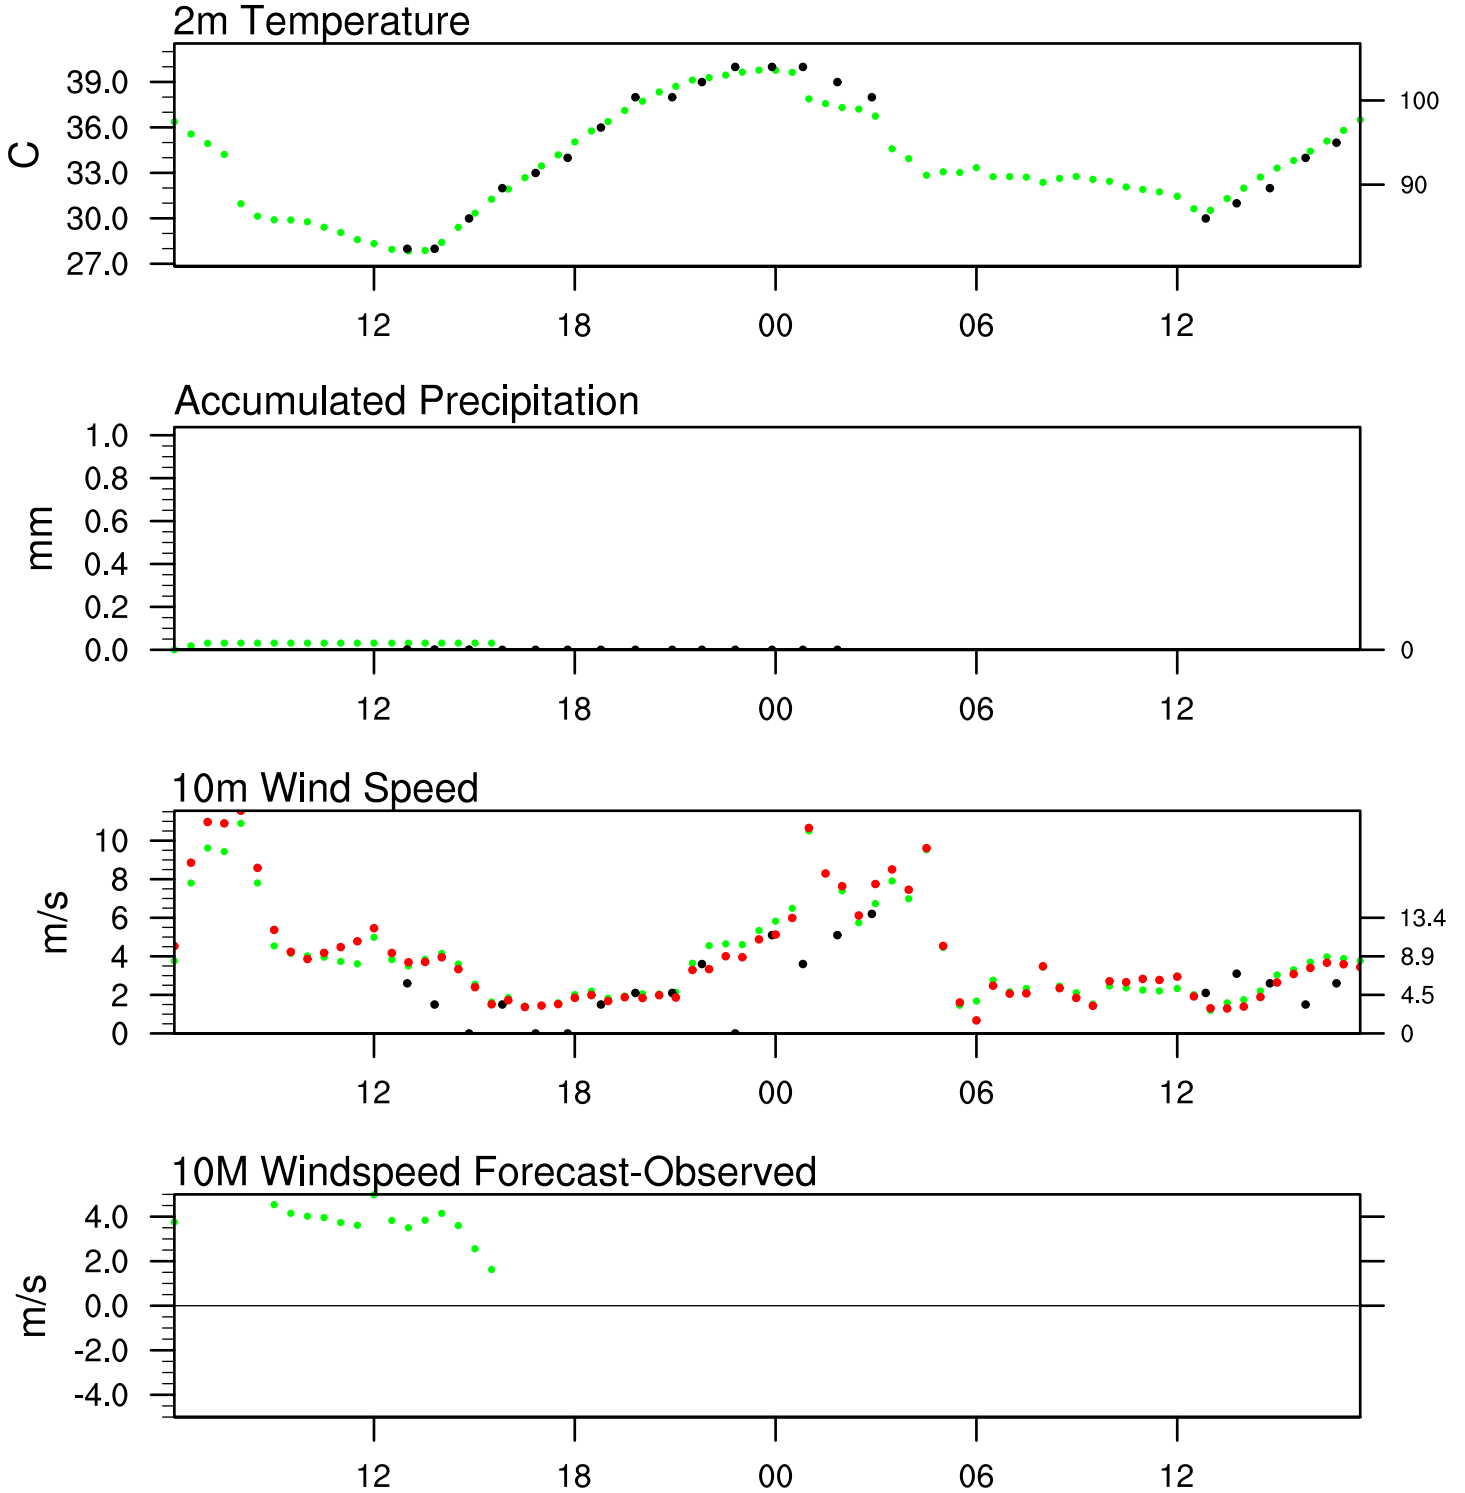 2m Temperature
39.0
36.0
33.0
30.0
27.0
C
100
90
12 18 00 06 12
Accumulated Precipitation
1.0
0.8
0.6
0.4
0.2
0.0
mm
0
12 18 00 06 12
10m Wind Speed
10
8
6
4
2
0
m/s
13.4
8.9
4.5
0
12 18 00 06 12
10M Windspeed Forecast-Observed
4.0
2.0
0.0
-2.0
-4.0
m/s
12 18 00 06 12